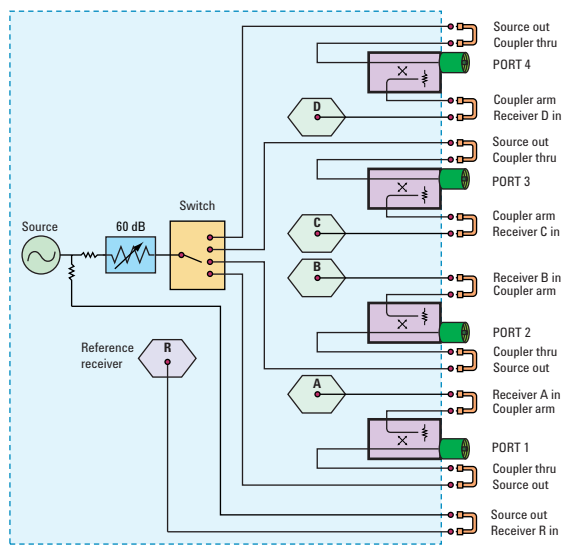 Source out
Coupler thru
PORT 4
Coupler arm
D
Receiver D in
Source out
Coupler thru
PORT 3
Switch
Coupler arm
Source
60 dB
C
Receiver C in
B
Receiver B in
Coupler arm
PORT 2
Reference
receiver
R
Coupler thru
Source out
A
Receiver A in
Coupler arm
PORT 1
Coupler thru
Source out
Source out
Receiver R in